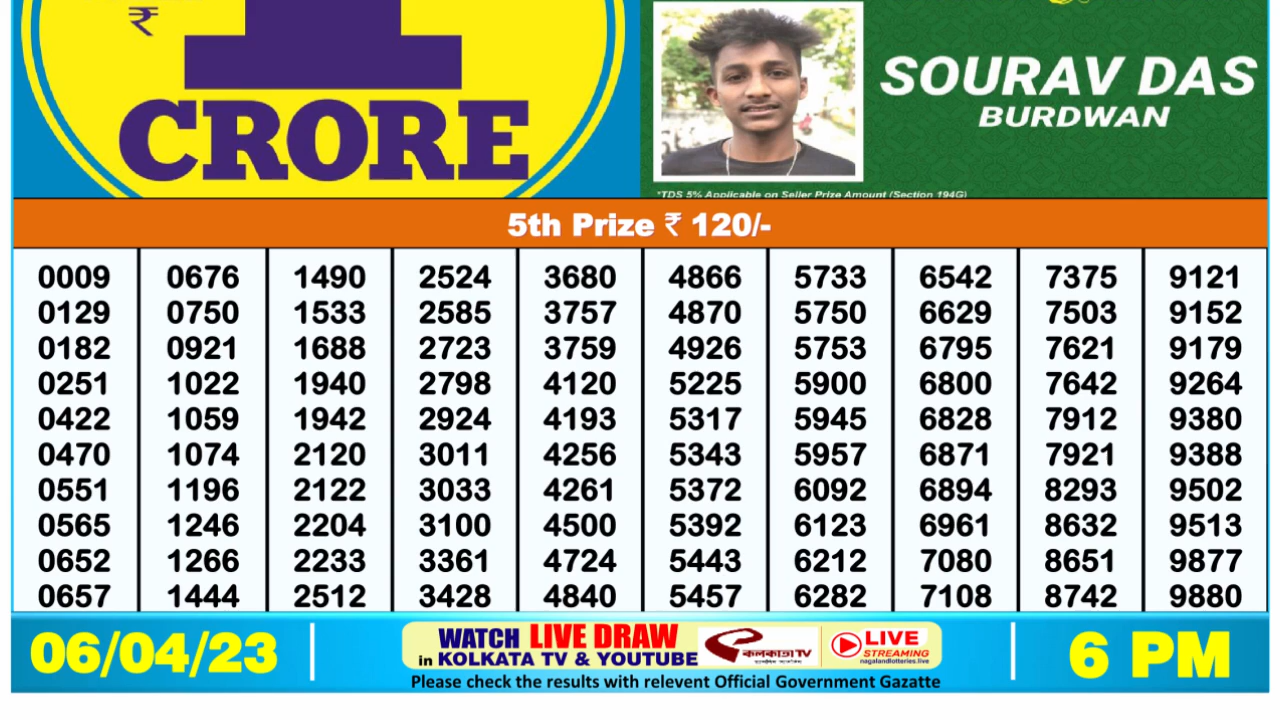 ₹
1
CRORE
SOURAV DAS
BURDWAN
*TDS 5% Applicable on Seller Prize Amount (Section 194G)
5th Prize ₹ 120/-
0009 0676 1490 2524 3680 4866 5733 6542 7375 9121
0129 0750 1533 2585 3757 4870 5750 6629 7503 9152
0182 0921 1688 2723 3759 4926 5753 6795 7621 9179
0251 1022 1940 2798 4120 5225 5900 6800 7642 9264
0422 1059 1942 2924 4193 5317 5945 6828 7912 9380
0470 1074 2120 3011 4256 5343 5957 6871 7921 9388
0551 1196 2122 3033 4261 5372 6092 6894 8293 9502
0565 1246 2204 3100 4500 5392 6123 6961 8632 9513
0652 1266 2233 3361 4724 5443 6212 7080 8651 9877
0657 1444 2512 3428 4840 5457 6282 7108 8742 9880
06/04/23
WATCH LIVE DRAW
in KOLKATA TV & YOUTUBE
কলকাতা TV
LIVE
STREAMING
nagalandlotteries.live
Please check the results with relevent Official Government Gazatte
6 PM